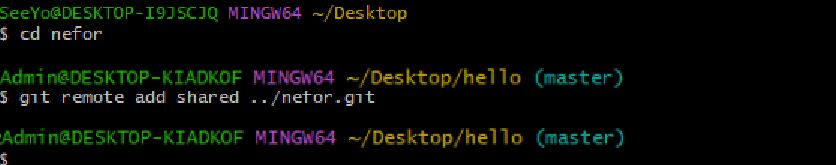 SeeYo@DESKTOP-I9JSCJQ MINGW64 ~/Desktop
$ cd nefor
Admin@DESKTOP-KIADKOF MINGW64 ~/Desktop/hello (master)
$ git remote add shared ../nefor.git
Admin@DESKTOP-KIADKOF MINGW64 ~/Desktop/hello (master)
$